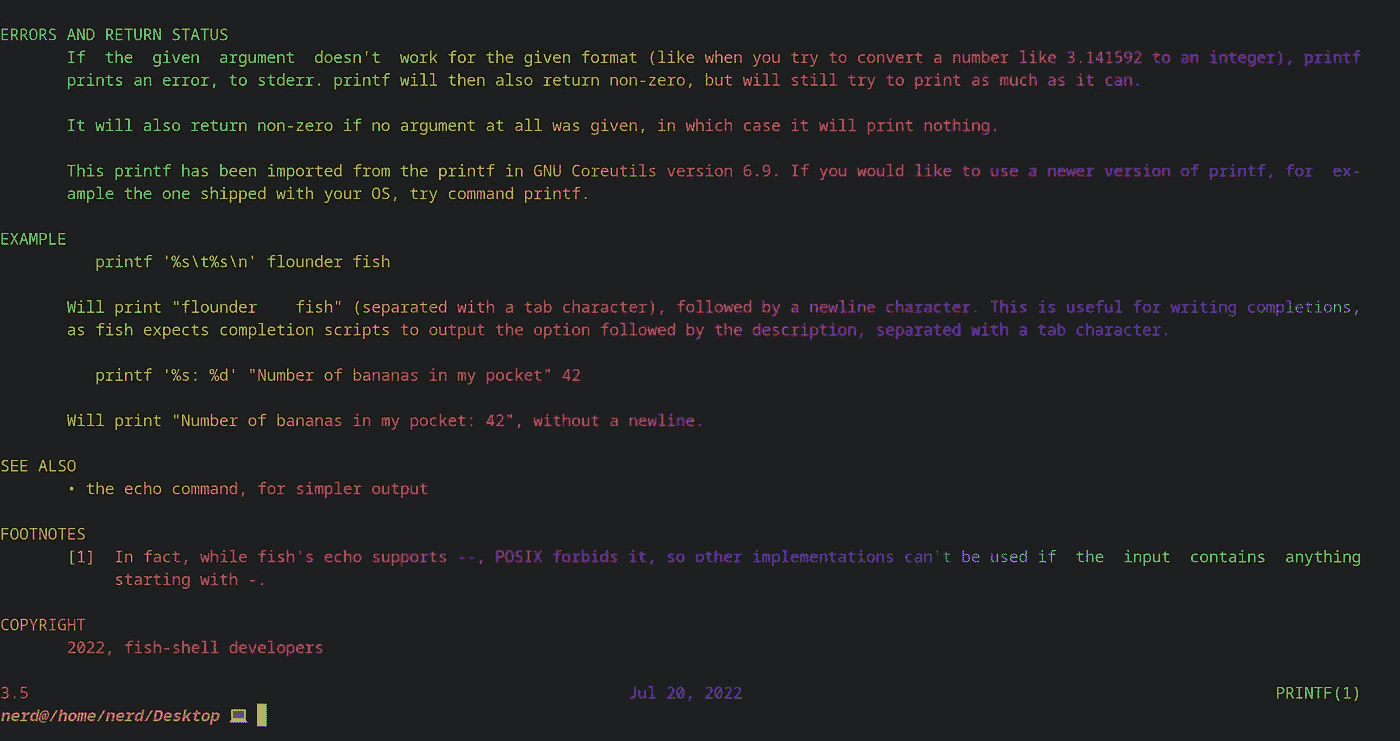 ERRORS AND RETURN STATUS
If the given argument doesn't work for the given format (like when you try to convert a number like 3.141592 to an integer), printf
prints an error, to stderr. printf will then also return non-zero, but will still try to print as much as it can.
It will also return non-zero if no argument at all was given, in which case it will print nothing.
This printf has been imported from the printf in GNU Coreutils version 6.9. If you would like to use a newer version of printf, for ex-
ample the one shipped with your OS, try command printf.
EXAMPLE
printf '%s\t%s\n' flounder fish
Will print "flounder    fish" (separated with a tab character), followed by a newline character. This is useful for writing completions,
as fish expects completion scripts to output the option followed by the description, separated with a tab character.
printf '%s: %d' "Number of bananas in my pocket" 42
Will print "Number of bananas in my pocket: 42", without a newline.
SEE ALSO
• the echo command, for simpler output
FOOTNOTES
[1] In fact, while fish's echo supports --, POSIX forbids it, so other implementations can't be used if the input contains anything
starting with -.
COPYRIGHT
2022, fish-shell developers
3.5 Jul 20, 2022 PRINTF(1)
nerd@/home/nerd/Desktop 💻